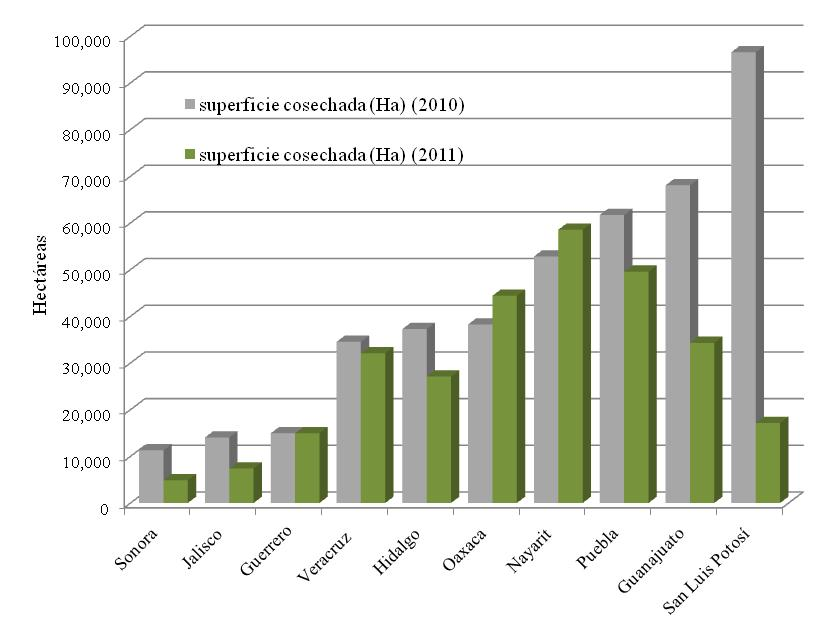 100,000
90,000
80,000
70,000
60,000
50,000
40,000
30,000
20,000
10,000
0
Hectáreas
superficie cosechada (Ha) (2010)
superficie cosechada (Ha) (2011)
Sonora
Jalisco
Guerrero
Veracruz
Hidalgo
Oaxaca
Nayarit
Puebla
Guanajuato
San Luis Potosí